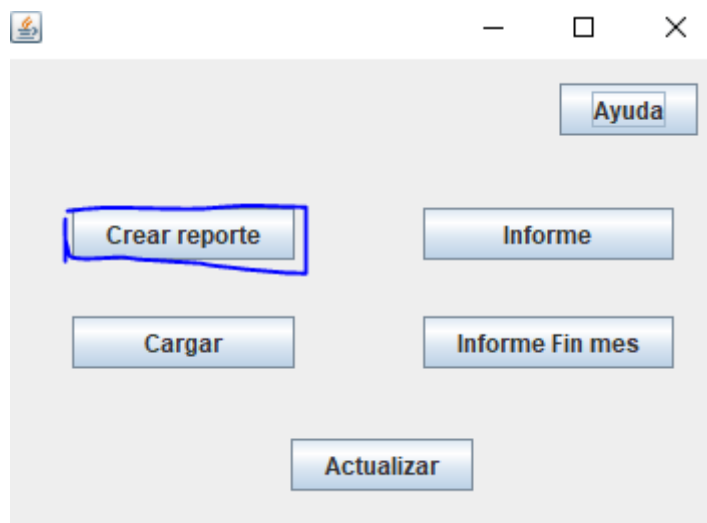 Ayuda
Crear reporte
Informe
Cargar
Informe Fin mes
Actualizar